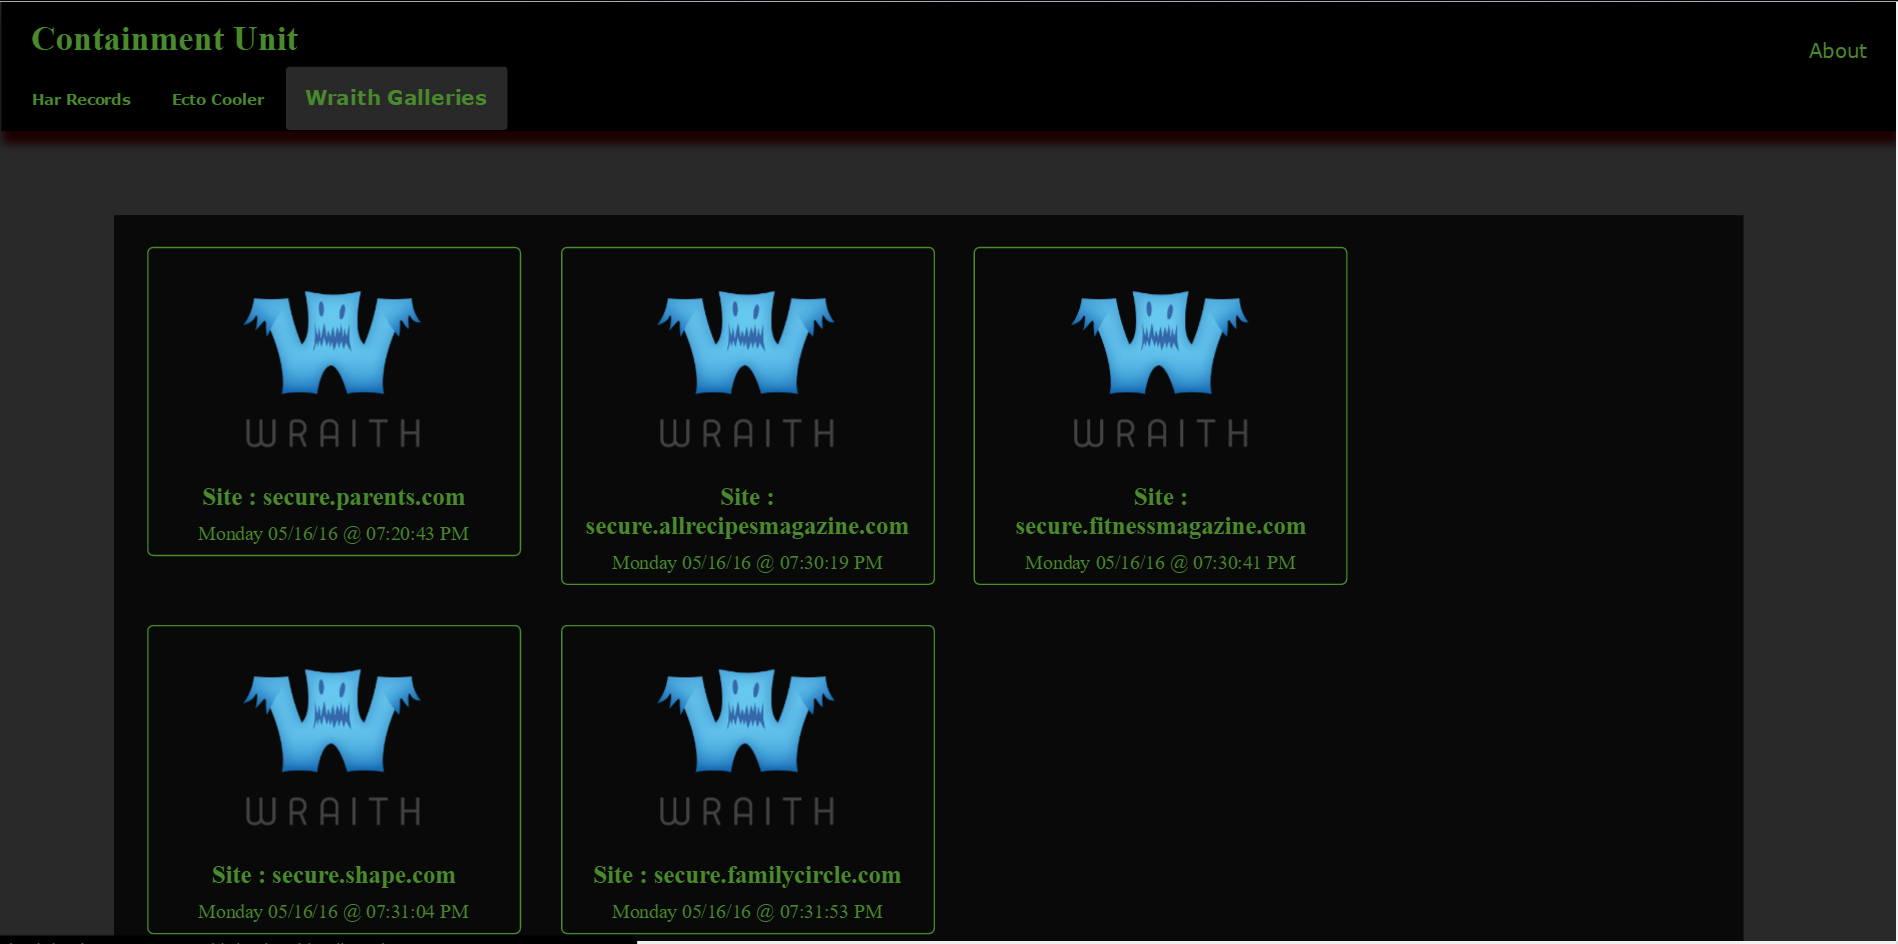 Containment Unit
About
Har Records
Ecto Cooler
Wraith Galleries
WRAITH
Site : secure.parents.com
Monday 05/16/16 @ 07:20:43 PM
WRAITH
Site :
secure.allrecipesmagazine.com
Monday 05/16/16 @ 07:30:19 PM
WRAITH
Site :
secure.fitnessmagazine.com
Monday 05/16/16 @ 07:30:41 PM
WRAITH
Site : secure.shape.com
Monday 05/16/16 @ 07:31:04 PM
WRAITH
Site : secure.familycircle.com
Monday 05/16/16 @ 07:31:53 PM